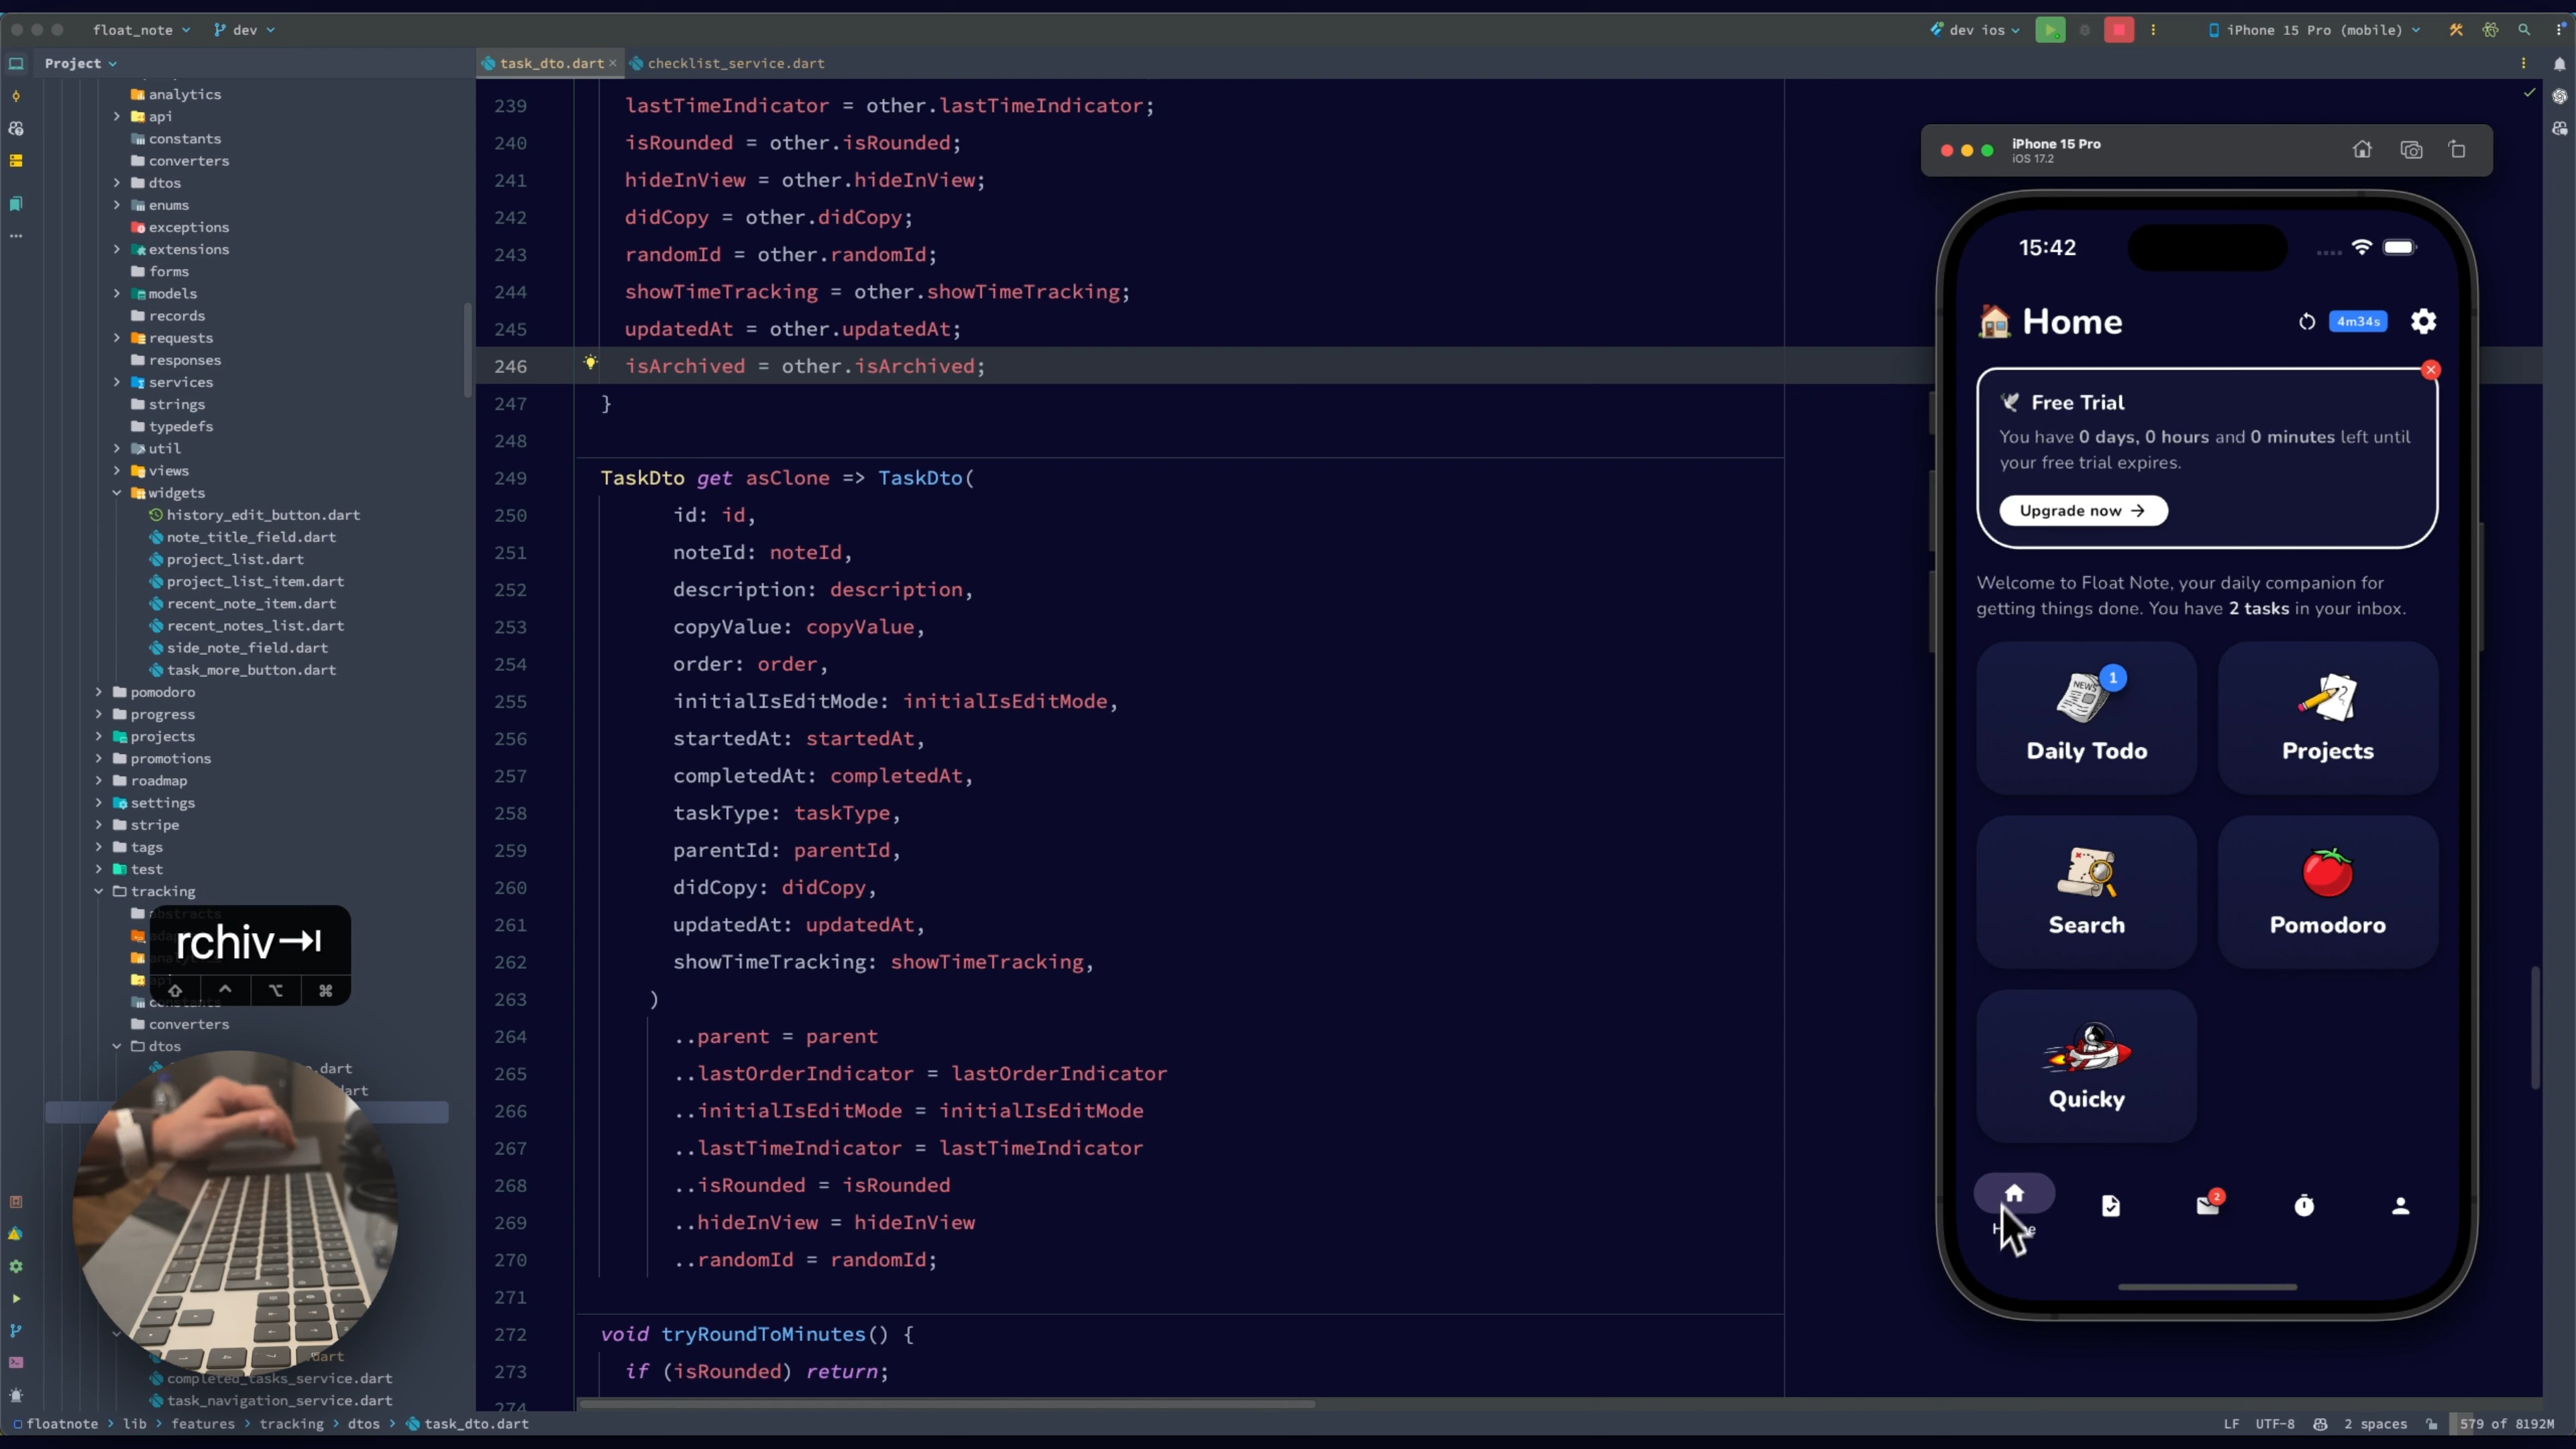 float_note
dev
dev ios
iPhone 15 Pro (mobile)
Project
task_dto.dart
checklist_service.dart
analytics
api
constants
converters
dtos
enums
exceptions
extensions
forms
models
records
requests
responses
services
strings
typedefs
util
views
widgets
history_edit_button.dart
note_title_field.dart
project_list.dart
project_list_item.dart
recent_note_item.dart
recent_notes_list.dart
side_note_field.dart
task_more_button.dart
pomodoro
progress
projects
promotions
roadmap
settings
stripe
tags
test
tracking
rchiv⇥
⇧ ^ ⌥ ⌘
converters
dtos
.dart
dart
dart
completed_tasks_service.dart
task_navigation_service.dart
239 lastTimeIndicator = other.lastTimeIndicator;
240 isRounded = other.isRounded;
241 hideInView = other.hideInView;
242 didCopy = other.didCopy;
243 randomId = other.randomId;
244 showTimeTracking = other.showTimeTracking;
245 updatedAt = other.updatedAt;
246 isArchived = other.isArchived;
247 }
248
249 TaskDto get asClone => TaskDto(
250 id: id,
251 noteId: noteId,
252 description: description,
253 copyValue: copyValue,
254 order: order,
255 initialIsEditMode: initialIsEditMode,
256 startedAt: startedAt,
257 completedAt: completedAt,
258 taskType: taskType,
259 parentId: parentId,
260 didCopy: didCopy,
261 updatedAt: updatedAt,
262 showTimeTracking: showTimeTracking,
263 )
264 ..parent = parent
265 ..lastOrderIndicator = lastOrderIndicator
266 ..initialIsEditMode = initialIsEditMode
267 ..lastTimeIndicator = lastTimeIndicator
268 ..isRounded = isRounded
269 ..hideInView = hideInView
270 ..randomId = randomId;
271
272 void tryRoundToMinutes() {
273 if (isRounded) return;
274
iPhone 15 Pro
iOS 17.2
15:42
Home
4m34s
Free Trial
You have 0 days, 0 hours and 0 minutes left until
your free trial expires.
Upgrade now →
Welcome to Float Note, your daily companion for
getting things done. You have 2 tasks in your inbox.
NEWS
1
Daily Todo
Projects
Search
Pomodoro
Quicky
2
floatnote > lib > features > tracking > dtos > task_dto.dart
LF UTF-8 2 spaces 579 of 8192M